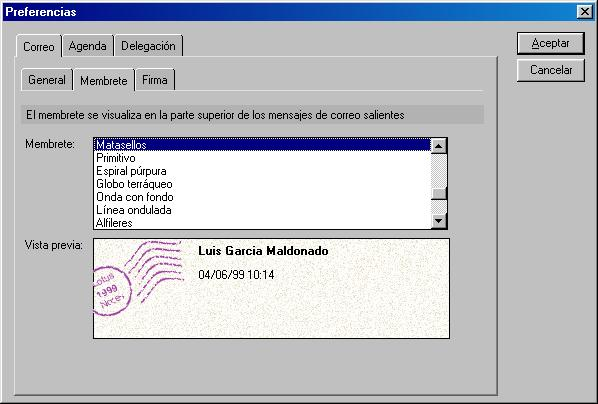 Preferencias
Correo Agenda Delegación
Aceptar
Cancelar
General Membrete Firma
El membrete se visualiza en la parte superior de los mensajes de correo salientes
Membrete:
Matasellos
Primitivo
Espiral púrpura
Globo terráqueo
Onda con fondo
Línea ondulada
Alfileres
Vista previa:
Luis Garcia Maldonado
04/06/99 10:14
Lotus
1999
Notes